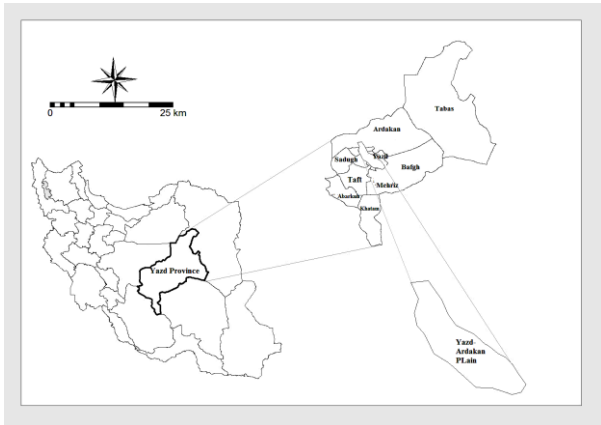 0 25 km
Tabas
Ardakan
Sadugh
Yazd
Bafgh
Taft
Mehriz
Abarkuh
Khatam
Yazd Province
Yazd-
Ardakan
PLain